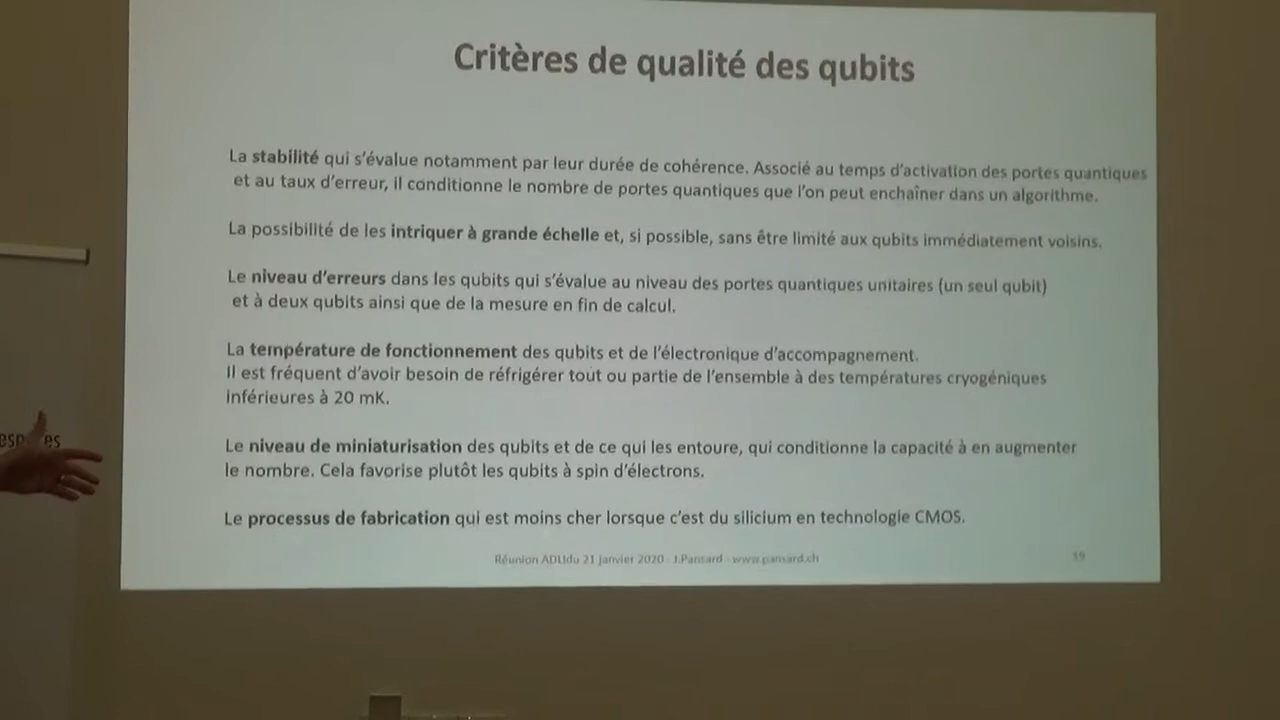 Critères de qualité des qubits
La stabilité qui s'évalue notamment par leur durée de cohérence. Associé au temps d'activation des portes quantiques
et au taux d'erreur, il conditionne le nombre de portes quantiques que l'on peut enchaîner dans un algorithme.
La possibilité de les intriquer à grande échelle et, si possible, sans être limité aux qubits immédiatement voisins.
Le niveau d'erreurs dans les qubits qui s'évalue au niveau des portes quantiques unitaires (un seul qubit)
et à deux qubits ainsi que de la mesure en fin de calcul.
La température de fonctionnement des qubits et de l'électronique d'accompagnement.
Il est fréquent d'avoir besoin de réfrigérer tout ou partie de l'ensemble à des températures cryogéniques
inférieures à 20 mK.
Le niveau de miniaturisation des qubits et de ce qui les entoure, qui conditionne la capacité à en augmenter
le nombre. Cela favorise plutôt les qubits à spin d'électrons.
Le processus de fabrication qui est moins cher lorsque c'est du silicium en technologie CMOS.
Réunion du 21 janvier 2020 - J.Pansard - www.pansard.ch
19